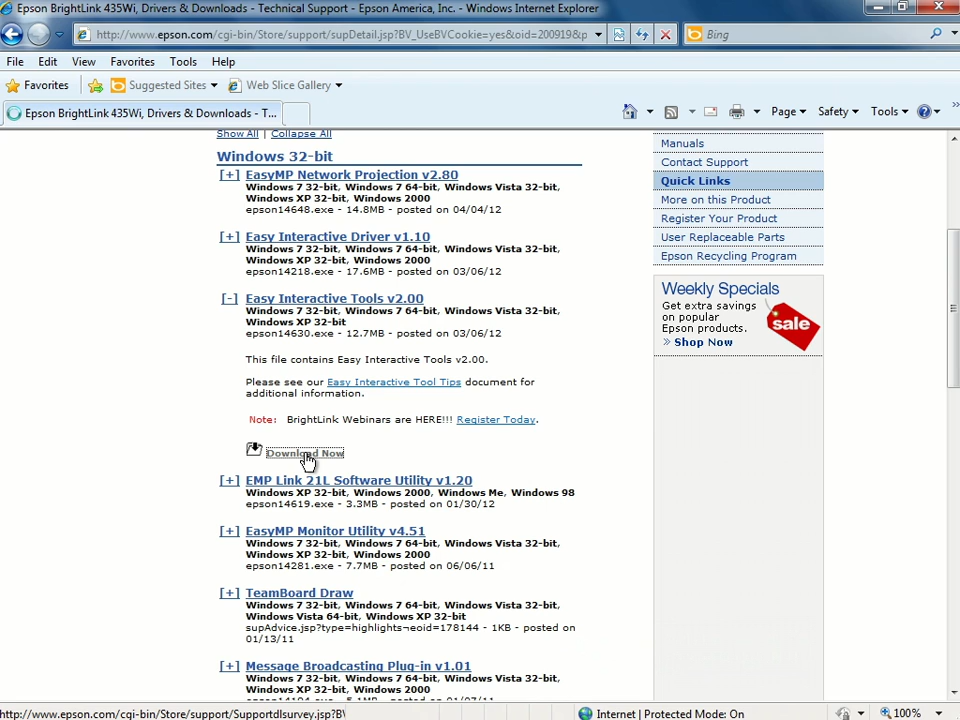 Epson BrightLink 435Wi, Drivers & Downloads - Technical Support - Epson America, Inc. - Windows Internet Explorer
http://www.epson.com/cgi-bin/Store/support/supDetail.jsp?BV_UseBVCookie=yes&oid=200919&p
Bing
File Edit View Favorites Tools Help
Favorites Suggested Sites Web Slice Gallery
Epson BrightLink 435Wi, Drivers & Downloads - T...
Page Safety Tools
Show All | Collapse All
Windows 32-bit
[+] EasyMP Network Projection v2.80
Windows 7 32-bit, Windows 7 64-bit, Windows Vista 32-bit,
Windows XP 32-bit, Windows 2000
epson14648.exe - 14.8MB - posted on 04/04/12
[+] Easy Interactive Driver v1.10
Windows 7 32-bit, Windows 7 64-bit, Windows Vista 32-bit,
Windows XP 32-bit, Windows 2000
epson14218.exe - 17.6MB - posted on 03/06/12
[-] Easy Interactive Tools v2.00
Windows 7 32-bit, Windows 7 64-bit, Windows Vista 32-bit,
Windows XP 32-bit
epson14630.exe - 12.7MB - posted on 03/06/12
This file contains Easy Interactive Tools v2.00.
Please see our Easy Interactive Tool Tips document for
additional information.
Note: BrightLink Webinars are HERE!!! Register Today.
Download Now
[+] EMP Link 21L Software Utility v1.20
Windows XP 32-bit, Windows 2000, Windows Me, Windows 98
epson14619.exe - 3.3MB - posted on 01/30/12
[+] EasyMP Monitor Utility v4.51
Windows 7 32-bit, Windows 7 64-bit, Windows Vista 32-bit,
Windows XP 32-bit, Windows 2000
epson14281.exe - 7.7MB - posted on 06/06/11
[+] TeamBoard Draw
Windows 7 32-bit, Windows 7 64-bit, Windows Vista 32-bit,
Windows Vista 64-bit, Windows XP 32-bit
supAdvice.jsp?type=highlights¬eoid=178144 - 1KB - posted on
01/13/11
[+] Message Broadcasting Plug-in v1.01
Windows 7 32-bit, Windows 7 64-bit, Windows Vista 32-bit,
Windows XP 32-bit, Windows 2000
Manuals
Contact Support
Quick Links
More on this Product
Register Your Product
User Replaceable Parts
Epson Recycling Program
Weekly Specials
Get extra savings
on popular
Epson products.
» Shop Now
sale
http://www.epson.com/cgi-bin/Store/support/Supportdlsurvey.jsp?BV
Internet | Protected Mode: On
100%